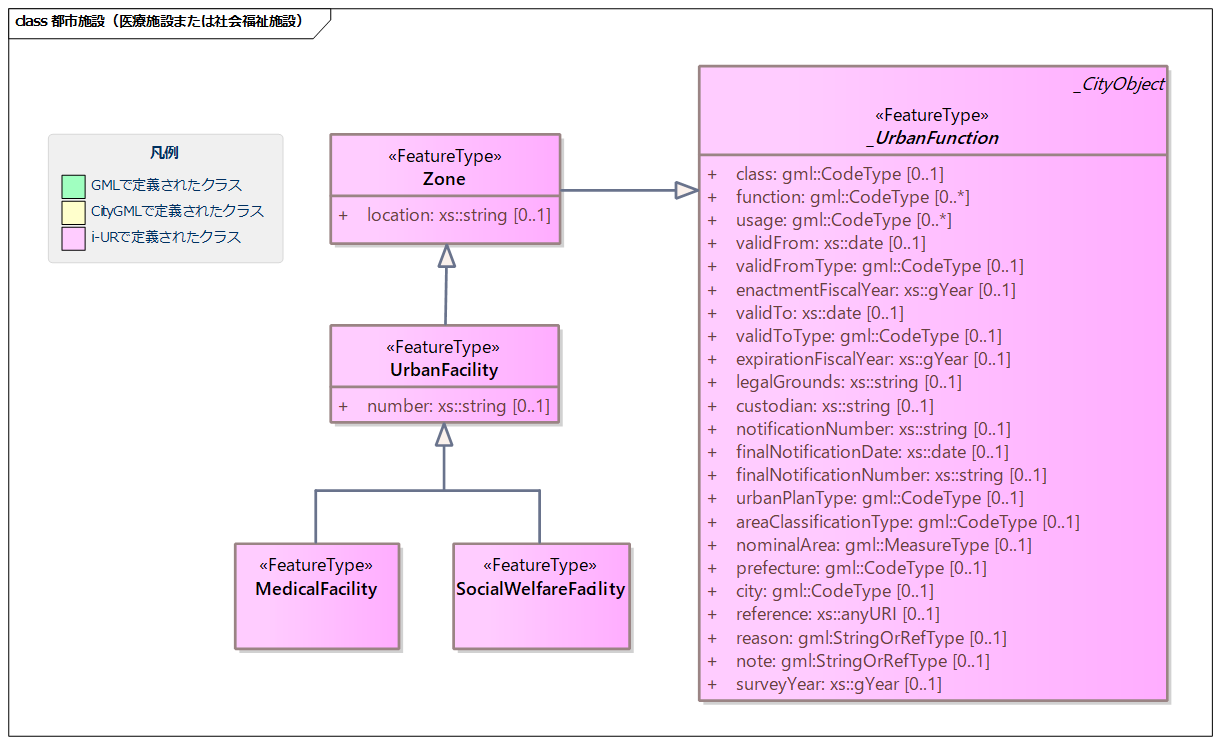 class 都市施設（医療施設または社会福祉施設）
凡例
GMLで定義されたクラス
CityGMLで定義されたクラス
i-URで定義されたクラス
«FeatureType»
Zone
+ location: xs::string [0..1]
«FeatureType»
UrbanFacility
+ number: xs::string [0..1]
«FeatureType»
MedicalFacility
«FeatureType»
SocialWelfareFacility
_CityObject
«FeatureType»
_UrbanFunction
+ class: gml::CodeType [0..1]
+ function: gml::CodeType [0..*]
+ usage: gml::CodeType [0..*]
+ validFrom: xs::date [0..1]
+ validFromType: gml::CodeType [0..1]
+ enactmentFiscalYear: xs::gYear [0..1]
+ validTo: xs::date [0..1]
+ validToType: gml::CodeType [0..1]
+ expirationFiscalYear: xs::gYear [0..1]
+ legalGrounds: xs::string [0..1]
+ custodian: xs::string [0..1]
+ notificationNumber: xs::string [0..1]
+ finalNotificationDate: xs::date [0..1]
+ finalNotificationNumber: xs::string [0..1]
+ urbanPlanType: gml::CodeType [0..1]
+ areaClassificationType: gml::CodeType [0..1]
+ nominalArea: gml::MeasureType [0..1]
+ prefecture: gml::CodeType [0..1]
+ city: gml::CodeType [0..1]
+ reference: xs::anyURI [0..1]
+ reason: gml:StringOrRefType [0..1]
+ note: gml:StringOrRefType [0..1]
+ surveyYear: xs::gYear [0..1]